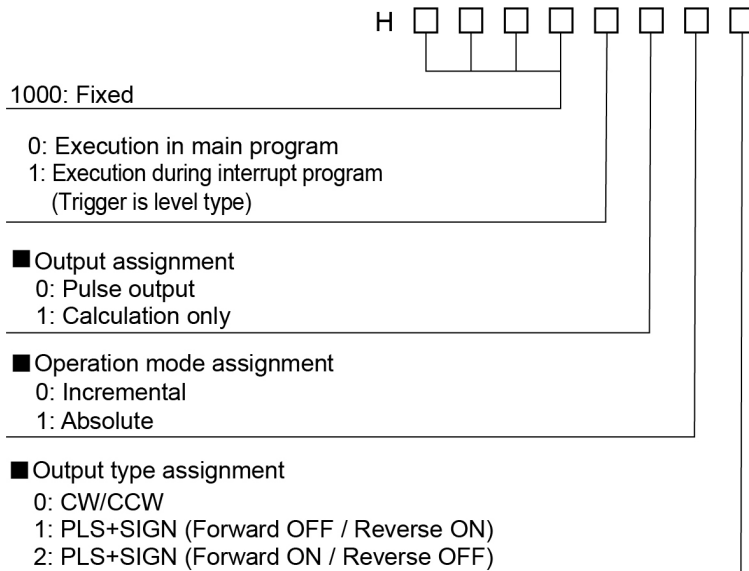 H □ □ □ □ □ □ □ □
1000: Fixed
0: Execution in main program
1: Execution during interrupt program
(Trigger is level type)
■ Output assignment
0: Pulse output
1: Calculation only
■ Operation mode assignment
0: Incremental
1: Absolute
■ Output type assignment
0: CW/CCW
1: PLS+SIGN (Forward OFF / Reverse ON)
2: PLS+SIGN (Forward ON / Reverse OFF)